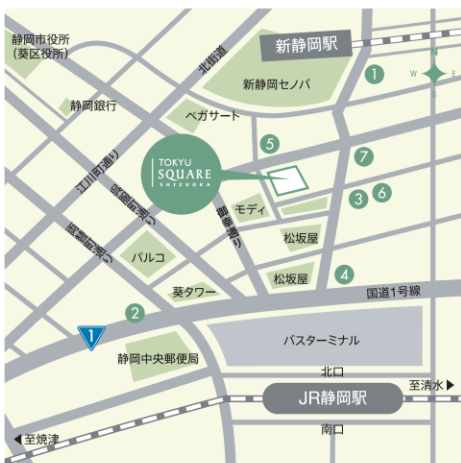 静岡市役所
(葵区役所)
北街道
新静岡駅
N
W
E
S
1
静岡銀行
新静岡セノバ
ペガサート
5
TOKYU
SQUARE
SHIZUOKA
7
江川町通り
呉服町通り
御幸通り
モディ
3
6
両替町通り
パルコ
松坂屋
葵タワー
松坂屋
4
国道1号線
2
1
静岡中央郵便局
バスターミナル
北口
JR静岡駅
至清水
南口
至焼津